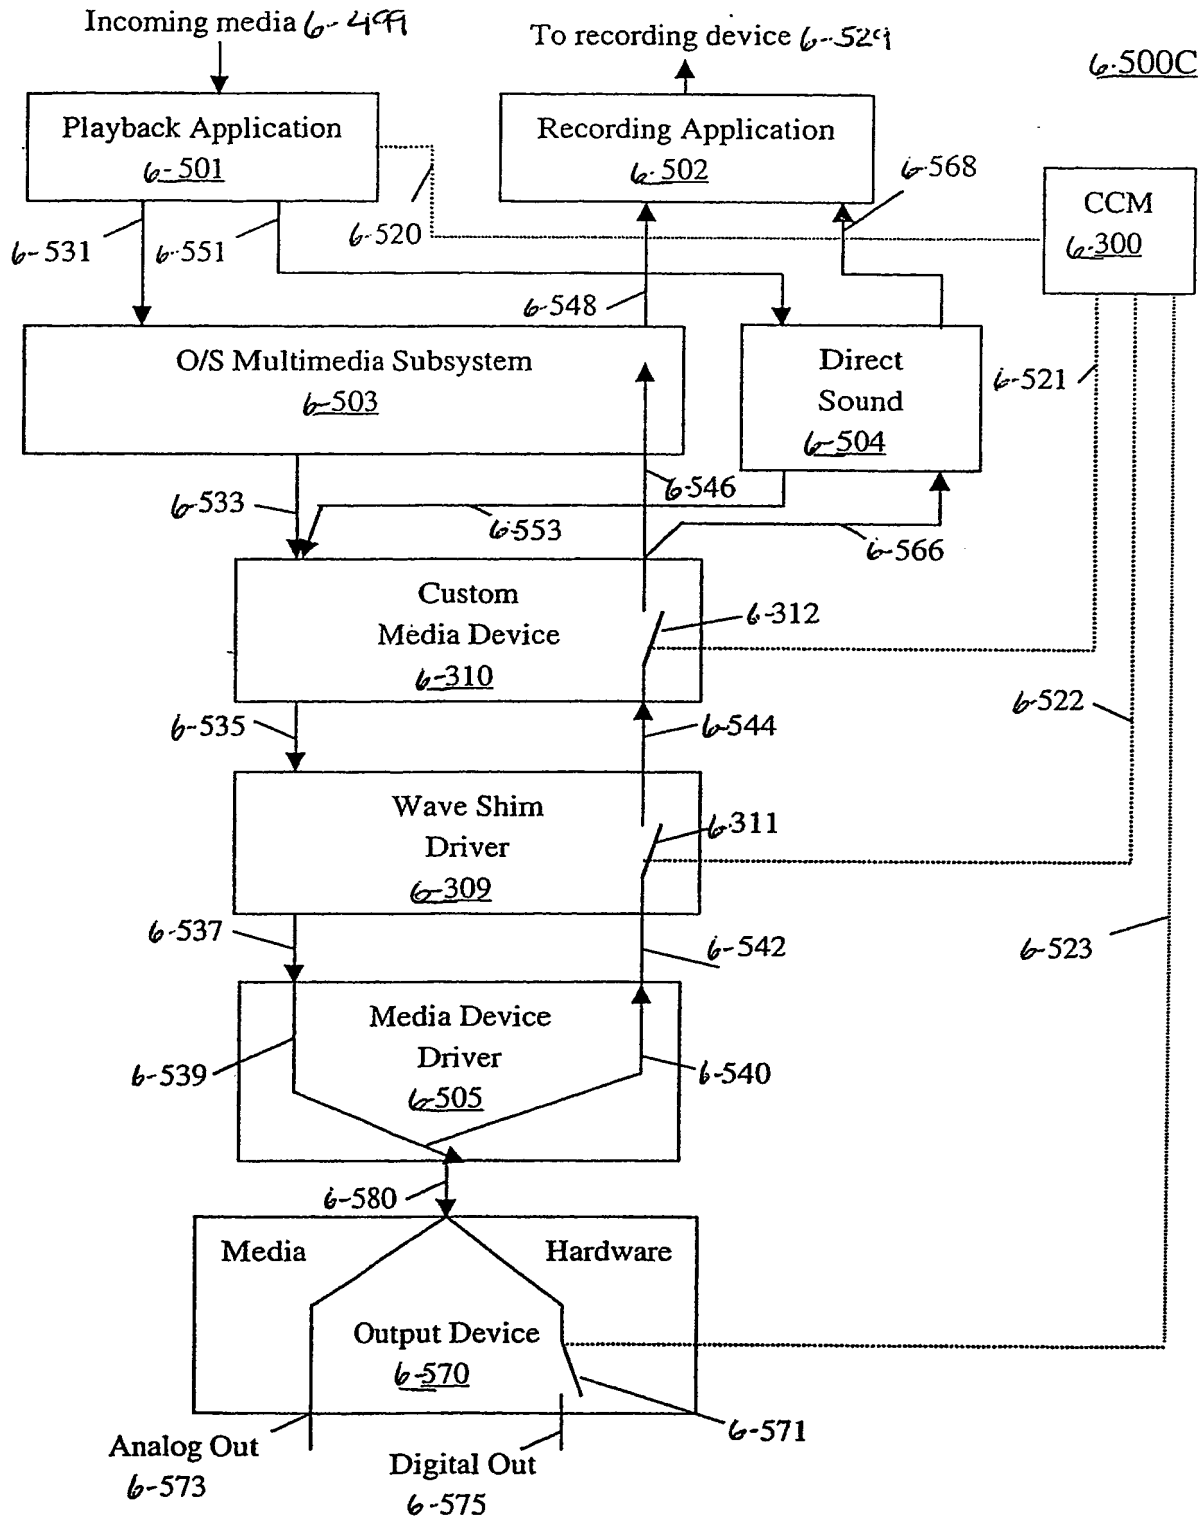 Incoming media 6-499
To recording device 6-529
6-500C
Playback Application
6-501
Recording Application
6-502
6-568
CCM
6-300
6-531
6-551
6-520
6-548
O/S Multimedia Subsystem
6-503
Direct
Sound
6-504
6-521
6-533
6-553
6-546
6-566
Custom
Media Device
6-310
6-312
6-535
6-544
6-522
Wave Shim
Driver
6-309
6-311
6-537
6-542
6-523
Media Device
Driver
6-505
6-539
6-540
6-580
Media
Hardware
Output Device
6-570
6-571
Analog Out
6-573
Digital Out
6-575